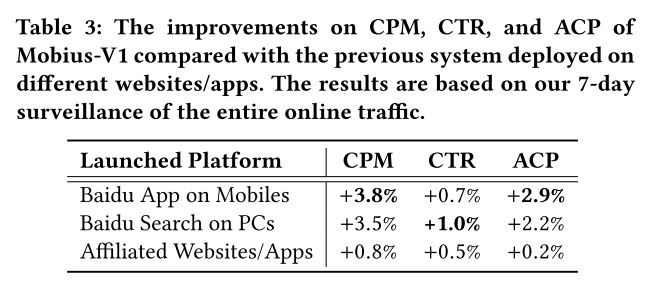 Table 3: The improvements on CPM, CTR, and ACP of
Mobius-V1 compared with the previous system deployed on
different websites/apps. The results are based on our 7-day
surveillance of the entire online traffic.
Launched Platform CPM CTR ACP
Baidu App on Mobiles +3.8% +0.7% +2.9%
Baidu Search on PCs +3.5% +1.0% +2.2%
Affiliated Websites/Apps +0.8% +0.5% +0.2%